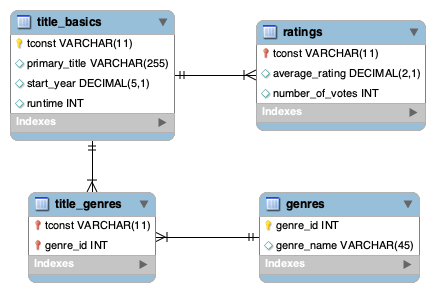 title_basics
tconst VARCHAR(11)
primary_title VARCHAR(255)
start_year DECIMAL(5,1)
runtime INT
Indexes
ratings
tconst VARCHAR(11)
average_rating DECIMAL(2,1)
number_of_votes INT
Indexes
title_genres
tconst VARCHAR(11)
genre_id INT
Indexes
genres
genre_id INT
genre_name VARCHAR(45)
Indexes